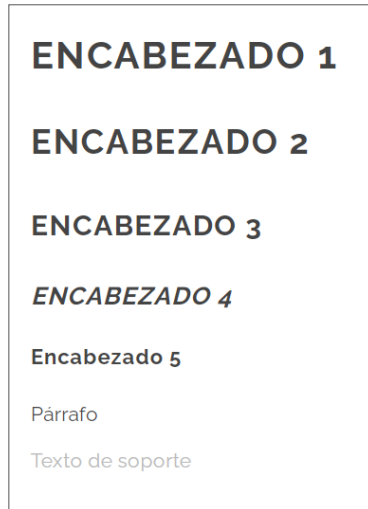 ENCABEZADO 1
ENCABEZADO 2
ENCABEZADO 3
ENCABEZADO 4
Encabezado 5
Párrafo
Texto de soporte